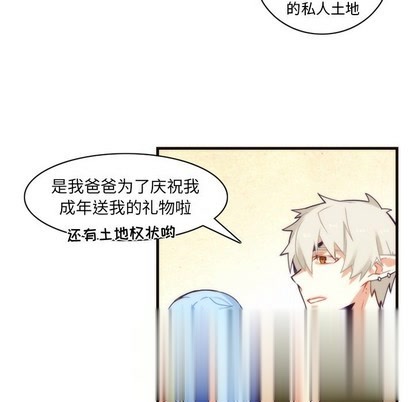 的私人土地
是我爸爸为了庆祝我
成年送我的礼物啦
还有土地权状哟